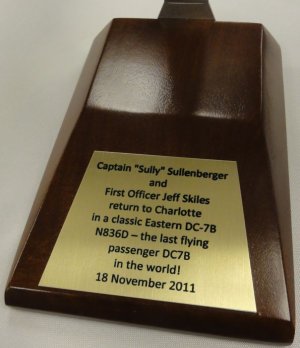 Captain "Sully" Sullenberger
and
First Officer Jeff Skiles
return to Charlotte
in a classic Eastern DC-7B
N836D – the last flying
passenger DC7B
in the world!
18 November 2011